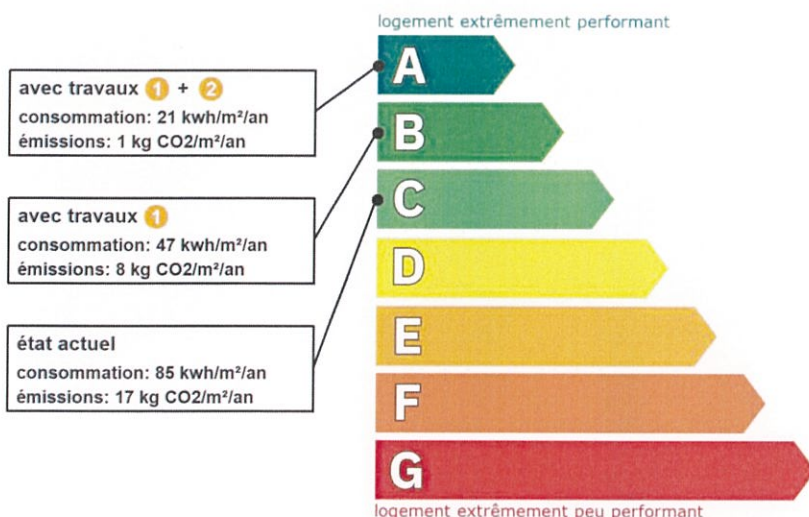 logement extrêmement performant
avec travaux 1 + 2
consommation: 21 kwh/m²/an
émissions: 1 kg CO2/m²/an
avec travaux 1
consommation: 47 kwh/m²/an
émissions: 8 kg CO2/m²/an
état actuel
consommation: 85 kwh/m²/an
émissions: 17 kg CO2/m²/an
A
B
C
D
E
F
G
logement extrêmement peu performant